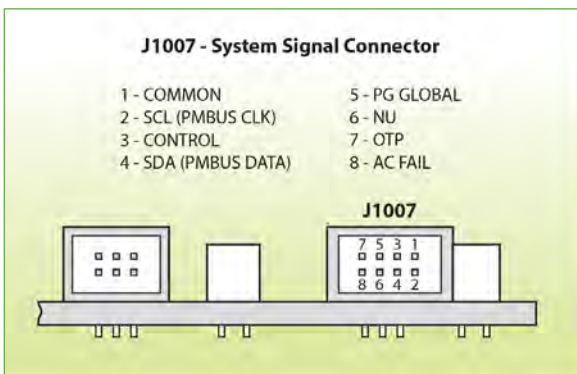 J1007 - System Signal Connector
1 - COMMON
2 - SCL (PMBUS CLK)
3 - CONTROL
4 - SDA (PMBUS DATA)
5 - PG GLOBAL
6 - NU
7 - OTP
8 - AC FAIL
J1007
7 5 3 1
8 6 4 2